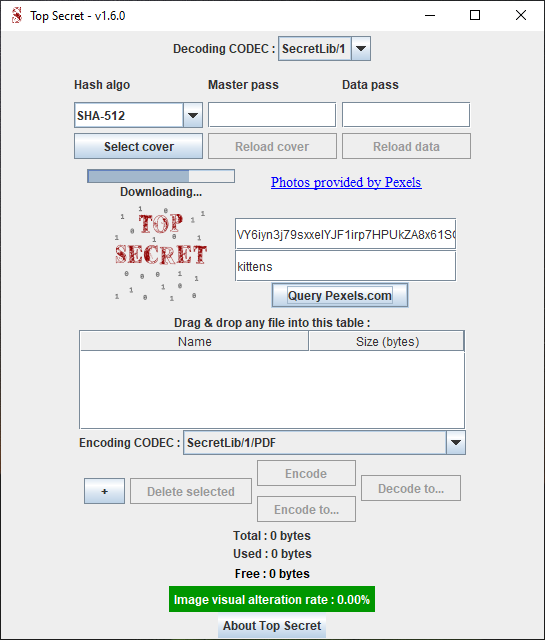 Top Secret - v1.6.0
Decoding CODEC : SecretLib/1
Hash algo Master pass Data pass
SHA-512
Select cover Reload cover Reload data
Photos provided by Pexels
Downloading...
TOP
SECRET
VY6iyn3j79sxxelYJF1irp7HPUkZA8x61S
kittens
Query Pexels.com
Drag & drop any file into this table :
Name Size (bytes)
Encoding CODEC : SecretLib/1/PDF
+ Delete selected Encode Decode to...
Encode to...
Total : 0 bytes
Used : 0 bytes
Free : 0 bytes
Image visual alteration rate : 0.00%
About Top Secret